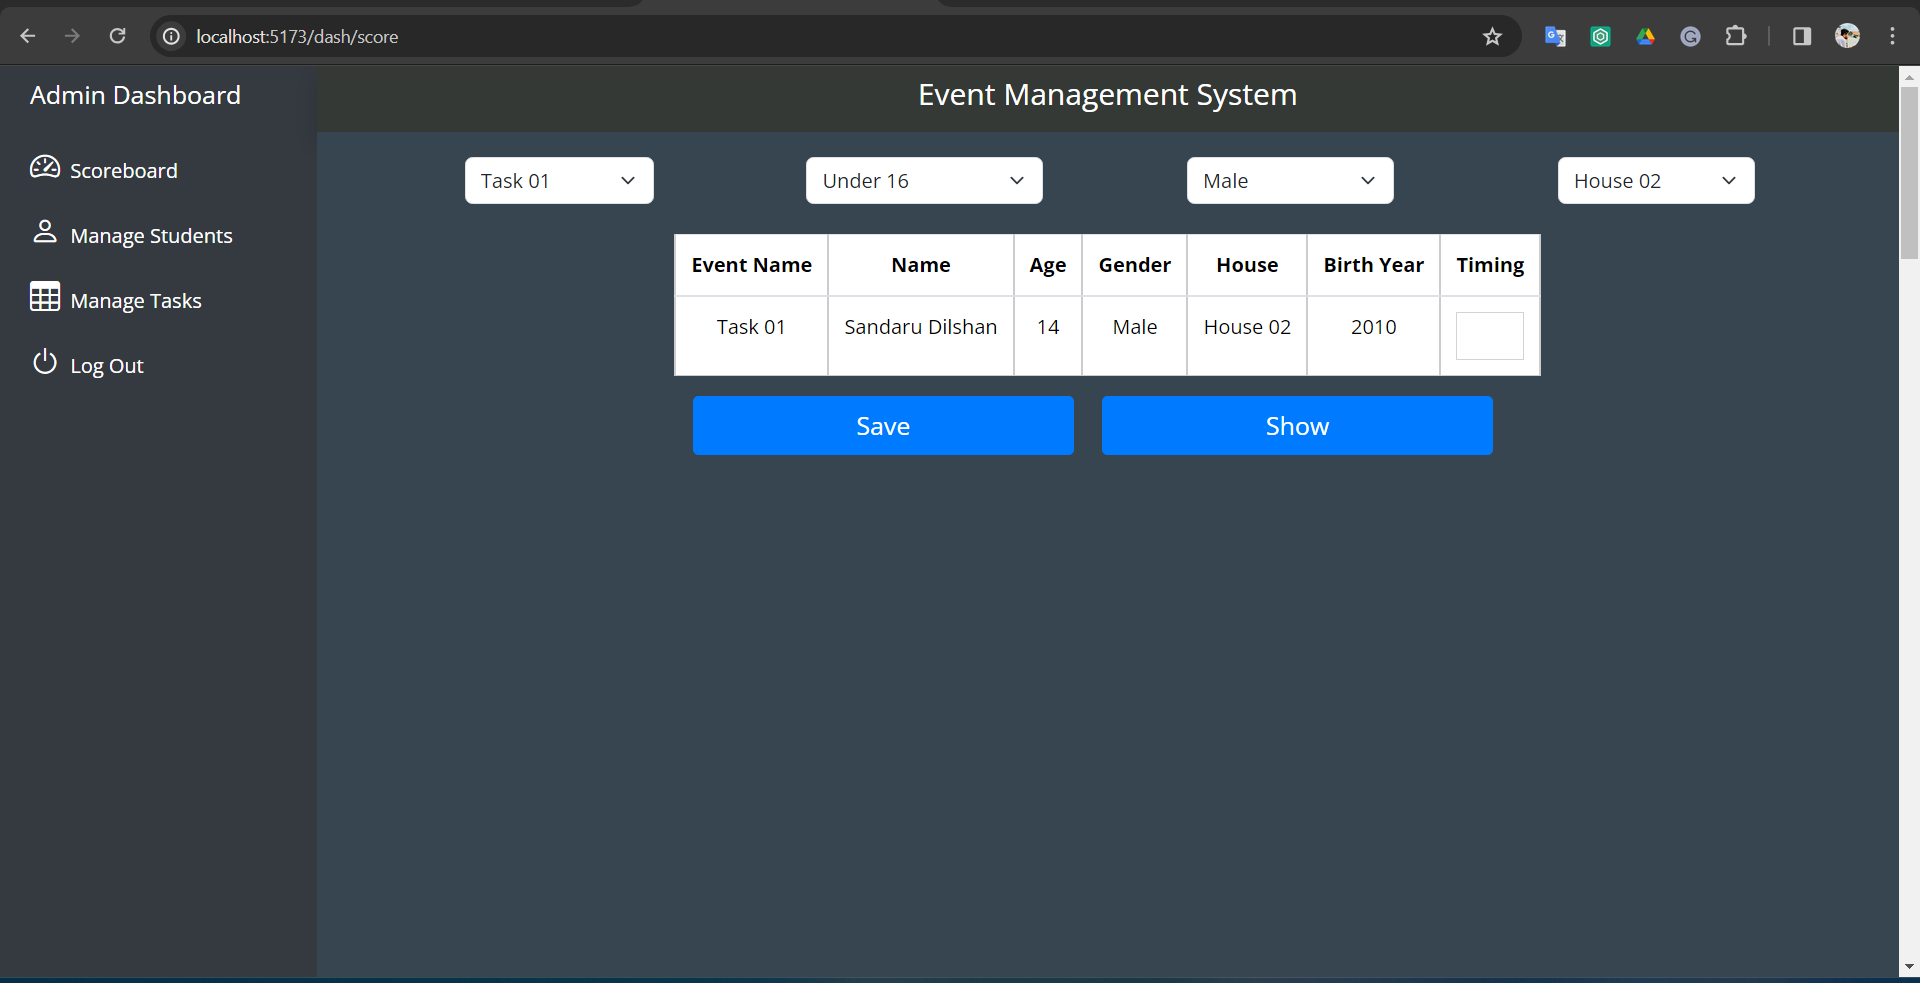 localhost:5173/dash/score
Admin Dashboard
Event Management System
Scoreboard
Manage Students
Manage Tasks
Log Out
Task 01
Under 16
Male
House 02
Event Name Name Age Gender House Birth Year Timing
Task 01 Sandaru Dilshan 14 Male House 02 2010
Save
Show